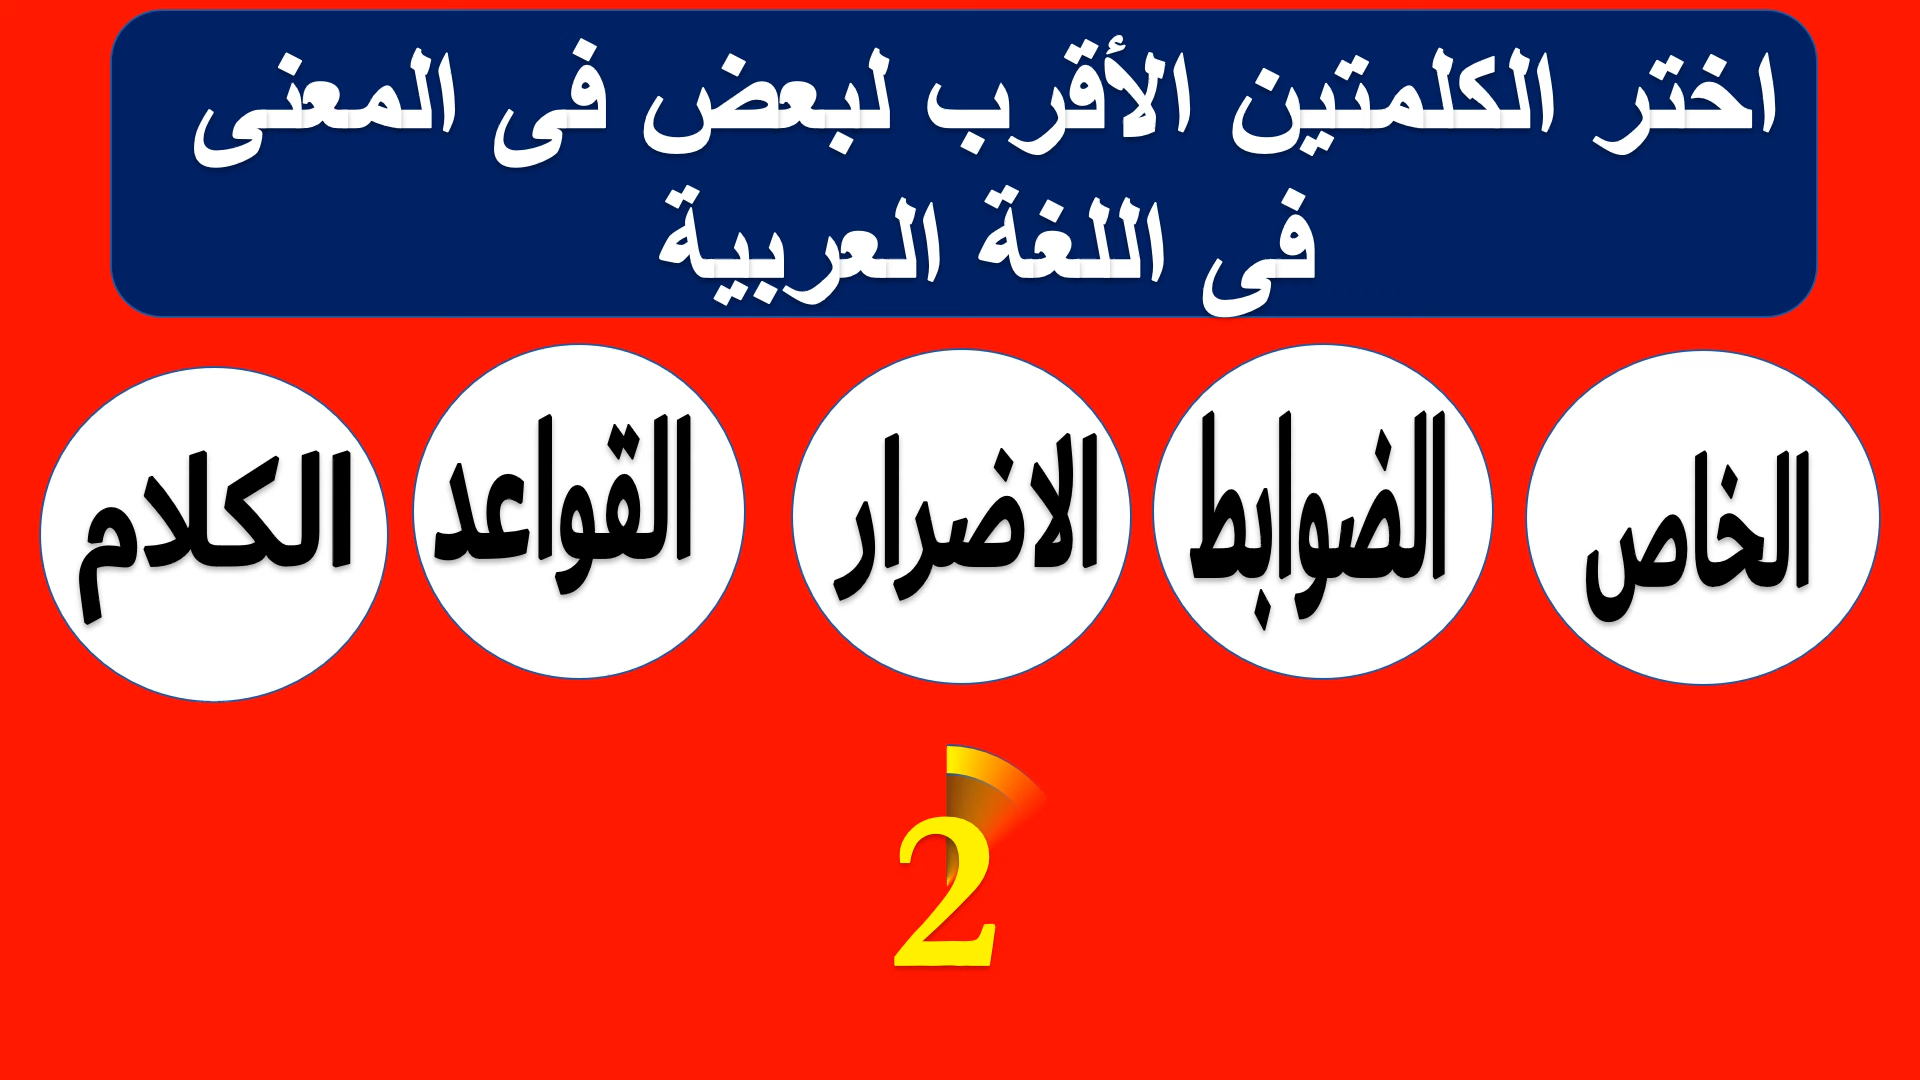 اختر الكلمتين الأقرب لبعض فى المعنى
فى اللغة العربية
الخاص
الضوابط
الاضرار
القواعد
الكلام
2